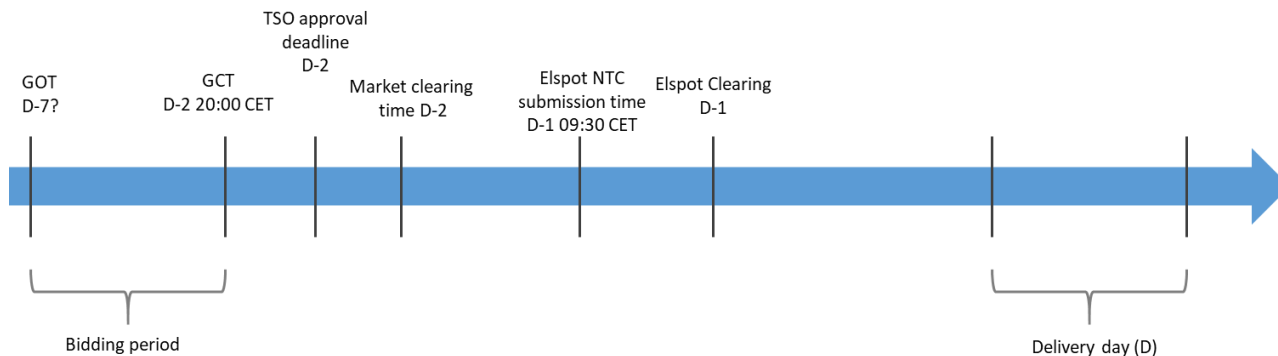 TSO approval
deadline
D-2
GOT
D-7?
GCT
D-2 20:00 CET
Market clearing
time D-2
Elspot NTC
submission time
D-1 09:30 CET
Elspot Clearing
D-1
Bidding period
Delivery day (D)